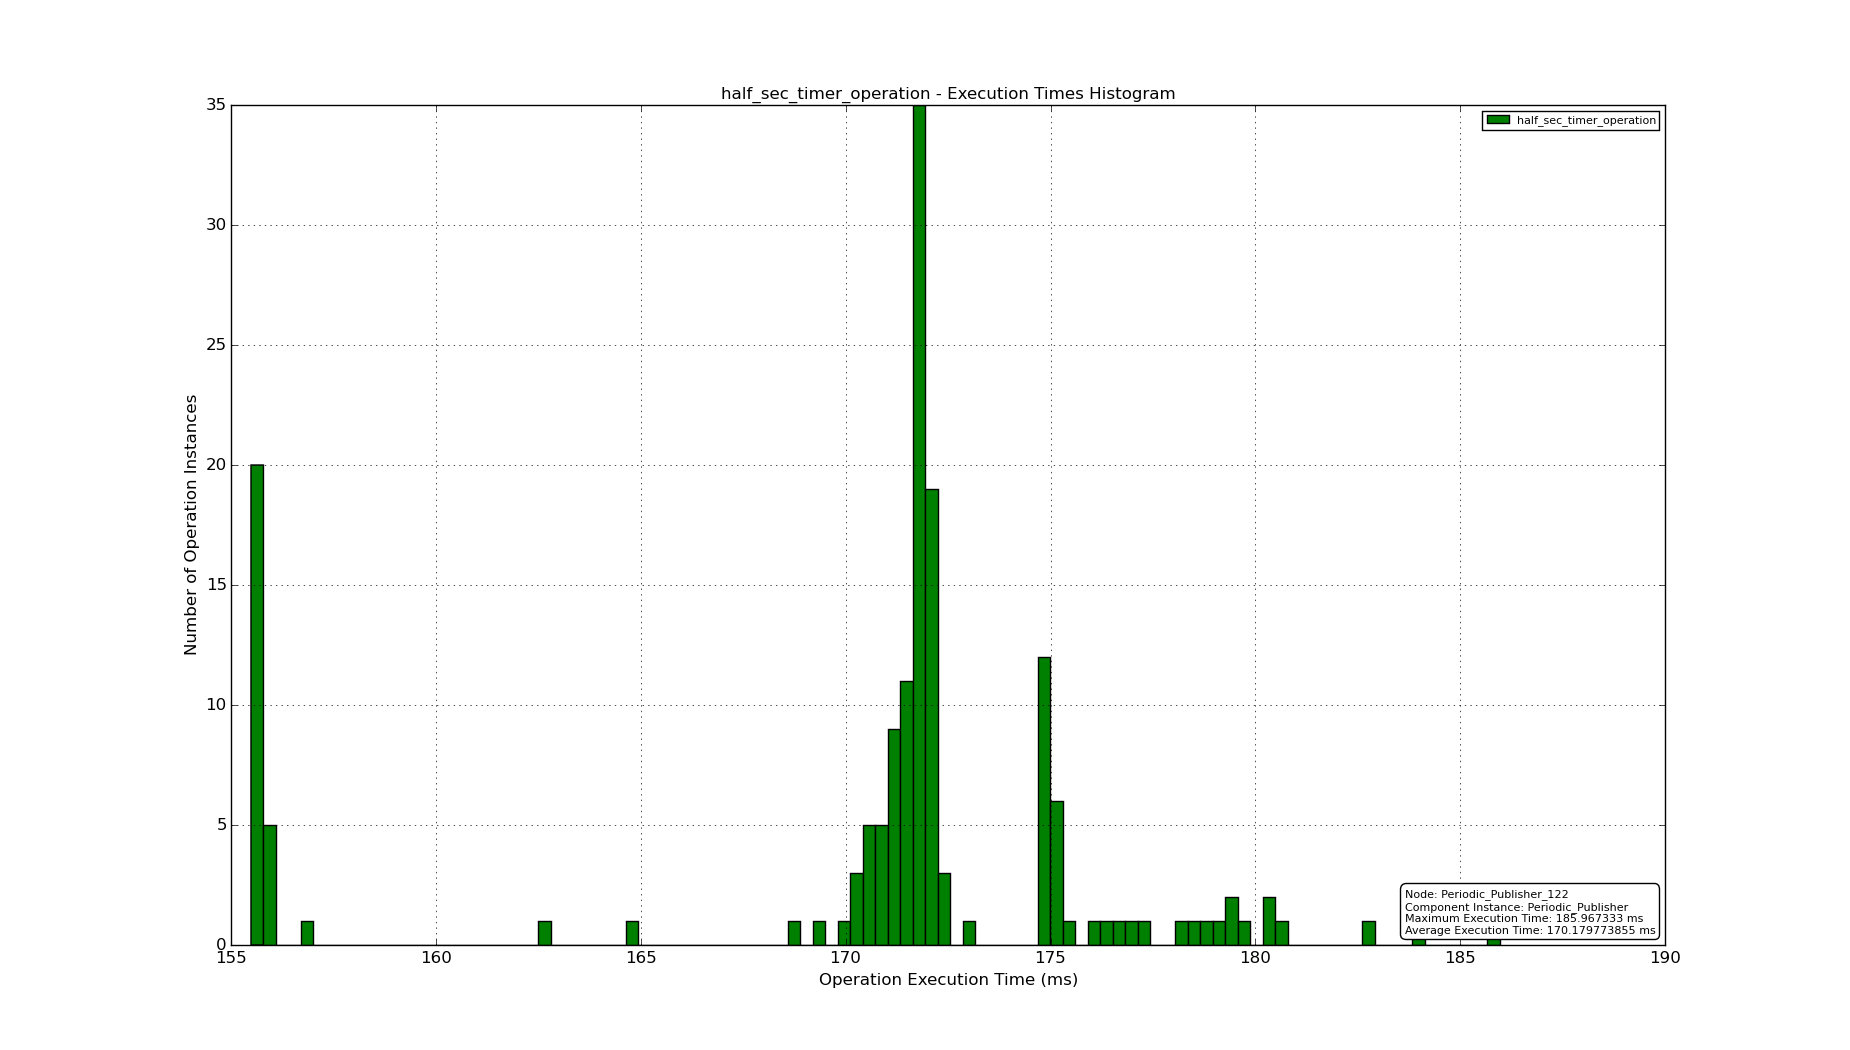 half_sec_timer_operation - Execution Times Histogram
half_sec_timer_operation
35
30
25
20
15
10
5
0
Number of Operation Instances
Node: Periodic_Publisher_122
Component Instance: Periodic_Publisher
Maximum Execution Time: 185.967333 ms
Average Execution Time: 170.179773855 ms
155 160 165 170 175 180 185 190
Operation Execution Time (ms)